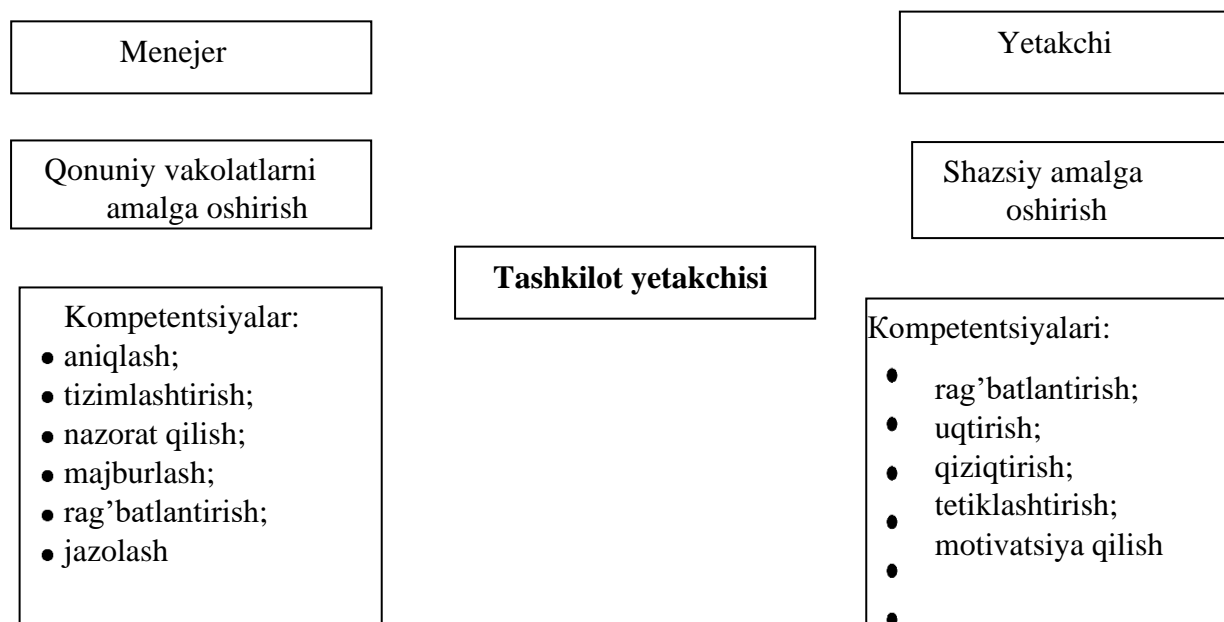 Menejer
Yetakchi
Qonuniy vakolatlarni
amalga oshirish
Shazsiy amalga
oshirish
Tashkilot yetakchisi
Kompetentsiyalar:
● aniqlash;
● tizimlashtirish;
● nazorat qilish;
● majburlash;
● rag’batlantirish;
● jazolash
Kompetentsiyalari:
● rag’batlantirish;
● uqtirish;
● qiziqtirish;
● tetiklashtirish;
● motivatsiya qilish
●